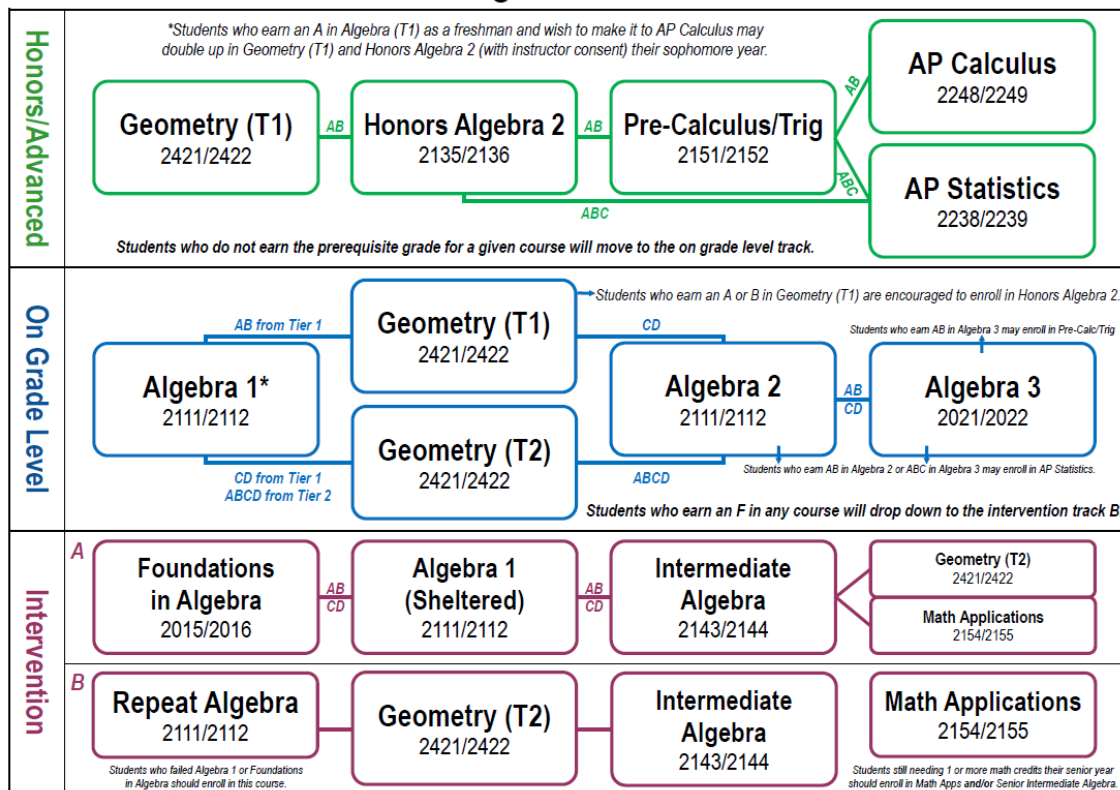 Honors/Advanced
*Students who earn an A in Algebra (T1) as a freshman and wish to make it to AP Calculus may
double up in Geometry (T1) and Honors Algebra 2 (with instructor consent) their sophomore year.
Geometry (T1)
2421/2422
AB
Honors Algebra 2
2135/2136
AB
Pre-Calculus/Trig
2151/2152
AB
AP Calculus
2248/2249
ABC
AP Statistics
2238/2239
ABC
Students who do not earn the prerequisite grade for a given course will move to the on grade level track.
On Grade Level
Algebra 1*
2111/2112
AB from Tier 1
Geometry (T1)
2421/2422
Students who earn an A or B in Geometry (T1) are encouraged to enroll in Honors Algebra 2.
CD
CD from Tier 1
ABCD from Tier 2
Geometry (T2)
2421/2422
ABCD
Algebra 2
2111/2112
AB
CD
Students who earn AB in Algebra 3 may enroll in Pre-Calc/Trig
Algebra 3
2021/2022
Students who earn AB in Algebra 2 or ABC in Algebra 3 may enroll in AP Statistics.
Students who earn an F in any course will drop down to the intervention track B
Intervention
A
Foundations
in Algebra
2015/2016
AB
CD
Algebra 1
(Sheltered)
2111/2112
AB
CD
Intermediate
Algebra
2143/2144
Geometry (T2)
2421/2422
Math Applications
2154/2155
B
Repeat Algebra
2111/2112
Students who failed Algebra 1 or Foundations
in Algebra should enroll in this course.
Geometry (T2)
2421/2422
Intermediate
Algebra
2143/2144
Math Applications
2154/2155
Students still needing 1 or more math credits their senior year
should enroll in Math Apps and/or Senior Intermediate Algebra